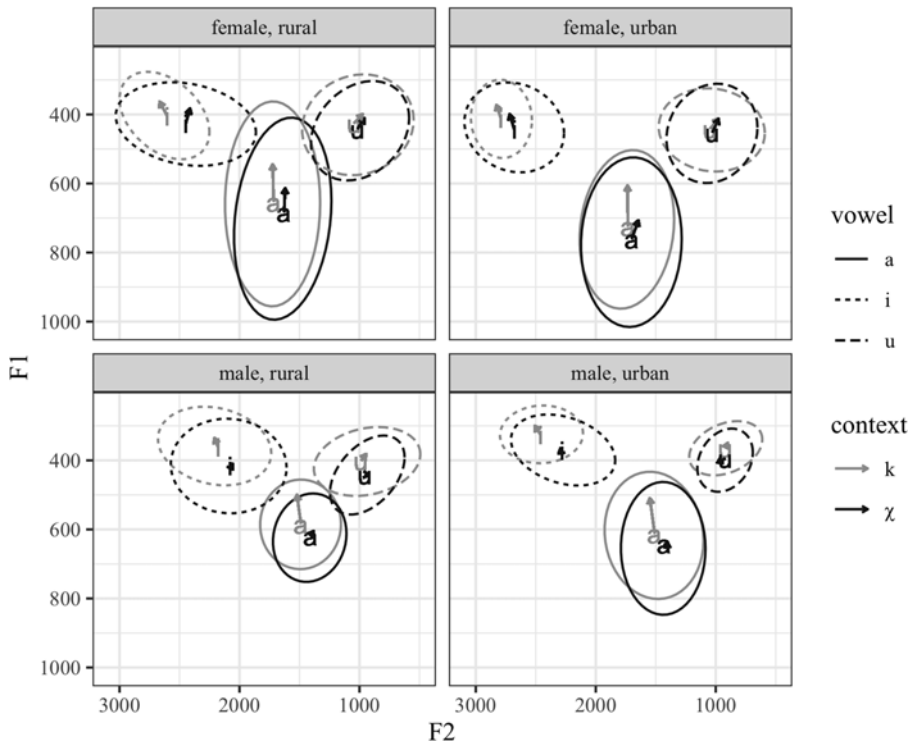 female, rural
female, urban
400
600
800
1000
i
i
a
a
u
u
i
i
a
a
u
u
F1
male, rural
male, urban
400
600
800
1000
i
i
a
a
u
u
i
i
a
a
u
u
3000
2000
1000
3000
2000
1000
F2
vowel
a
i
u
context
k
χ